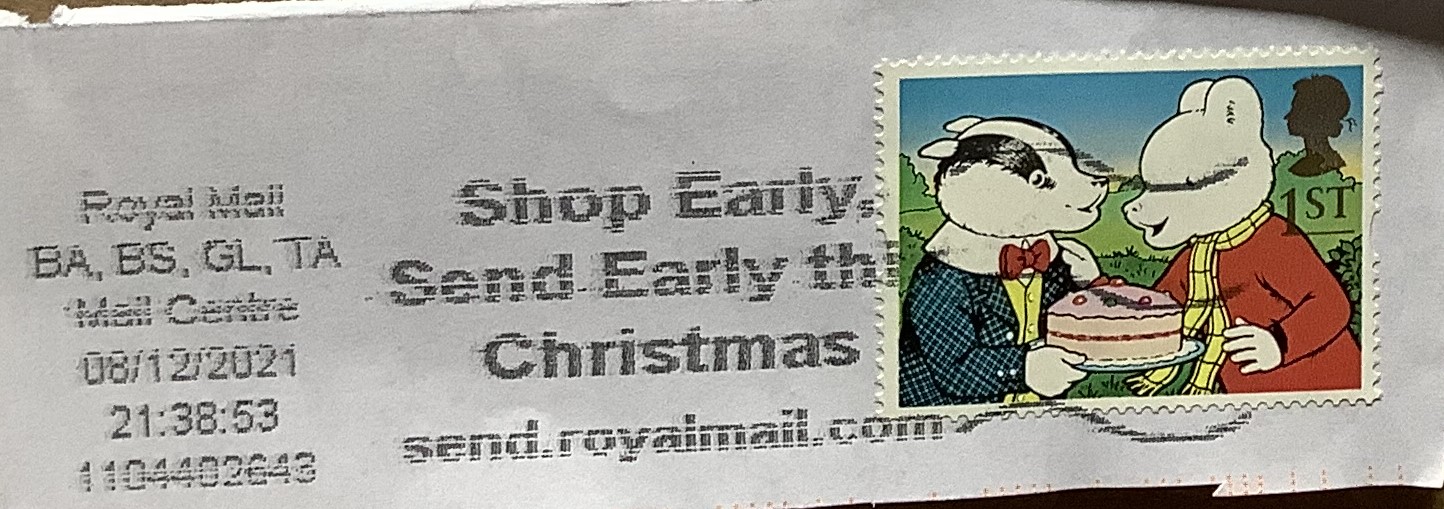 Royal Mail
BA, BS, GL, TA
Mail Centre
08/12/2021
21:38:53
1104402643
Shop Early,
Send Early thi
Christmas
send.royalmail.com
1ST